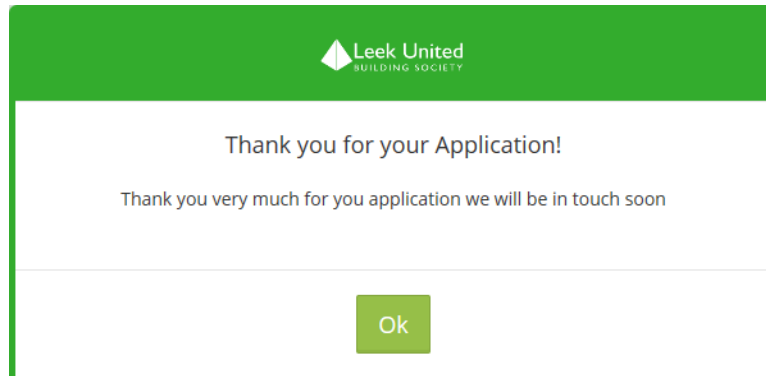 Leek United
BUILDING SOCIETY
Thank you for your Application!
Thank you very much for you application we will be in touch soon
Ok